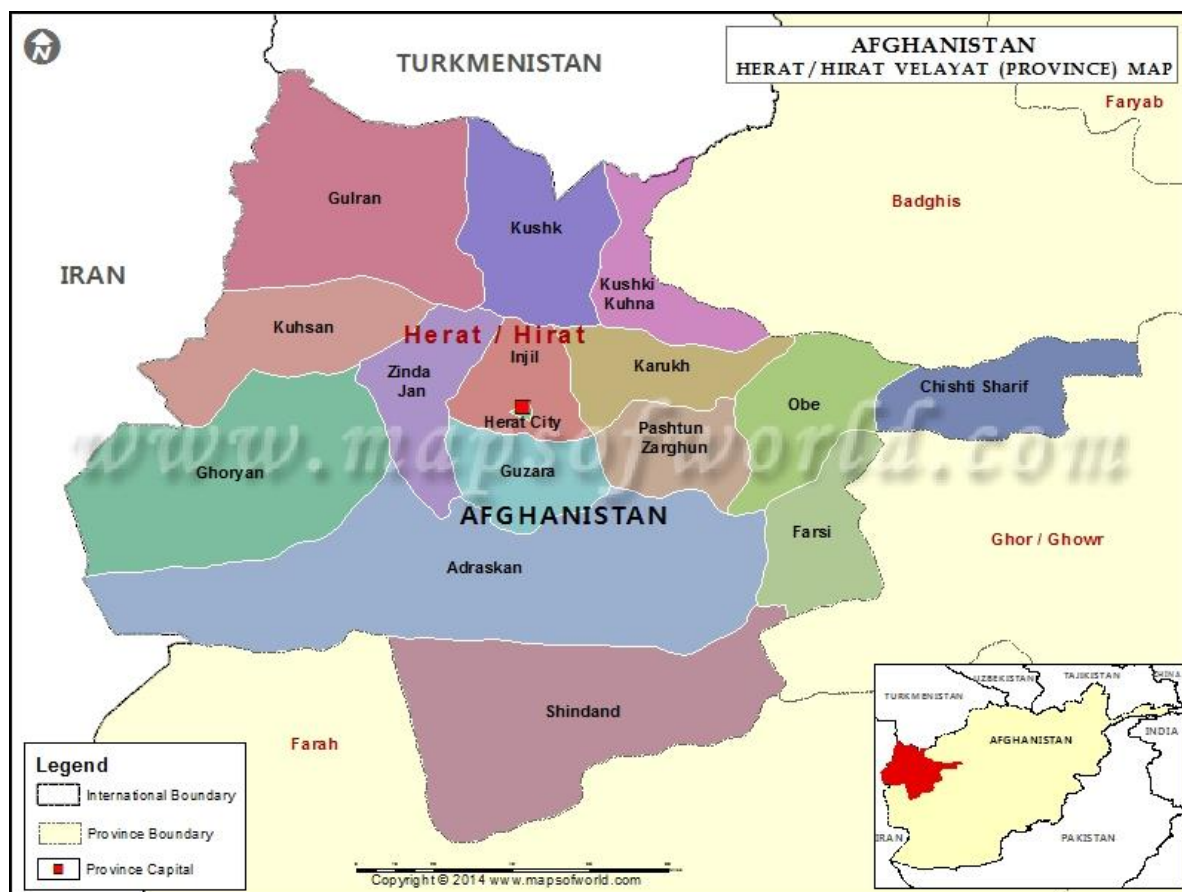 N
TURKMENISTAN
AFGHANISTAN
HERAT / HIRAT VELAYAT (PROVINCE) MAP
Faryab
Gulran
Kushk
Badghis
IRAN
Kushki
Kuhna
Kuhsan
Herat / Hirat
Injil
Zinda
Jan
Karukh
Chishti Sharif
Obe
Herat City
Pashtun
Zarghun
www.mapsofworld.com
Ghoryan
Guzara
AFGHANISTAN
Farsi
Ghor / Ghowr
Adraskan
Shindand
Farah
UZBEKISTAN
TAJIKISTAN
CHINA
TURKMENISTAN
INDIA
AFGHANISTAN
IRAN
PAKISTAN
Legend
International Boundary
Province Boundary
Province Capital
Copyright © 2014 www.mapsofworld.com